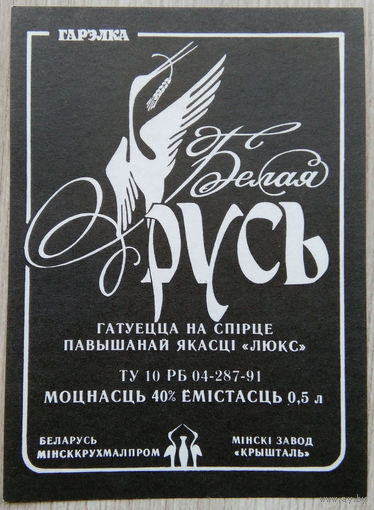 ГАРЭЛКА
Белая
РУСЬ
ГАТУЕЦЦА НА СПІРЦЕ
ПАВЫШАНАЙ ЯКАСЦІ «ЛЮКС»
ТУ 10 РБ 04-287-91
МОЦНАСЦЬ 40% ЕМІСТАСЦЬ 0,5 л
БЕЛАРУСЬ
МІНСККРУХМАЛПРОМ
МІНСКІ ЗАВОД
«КРЫШТАЛЬ»